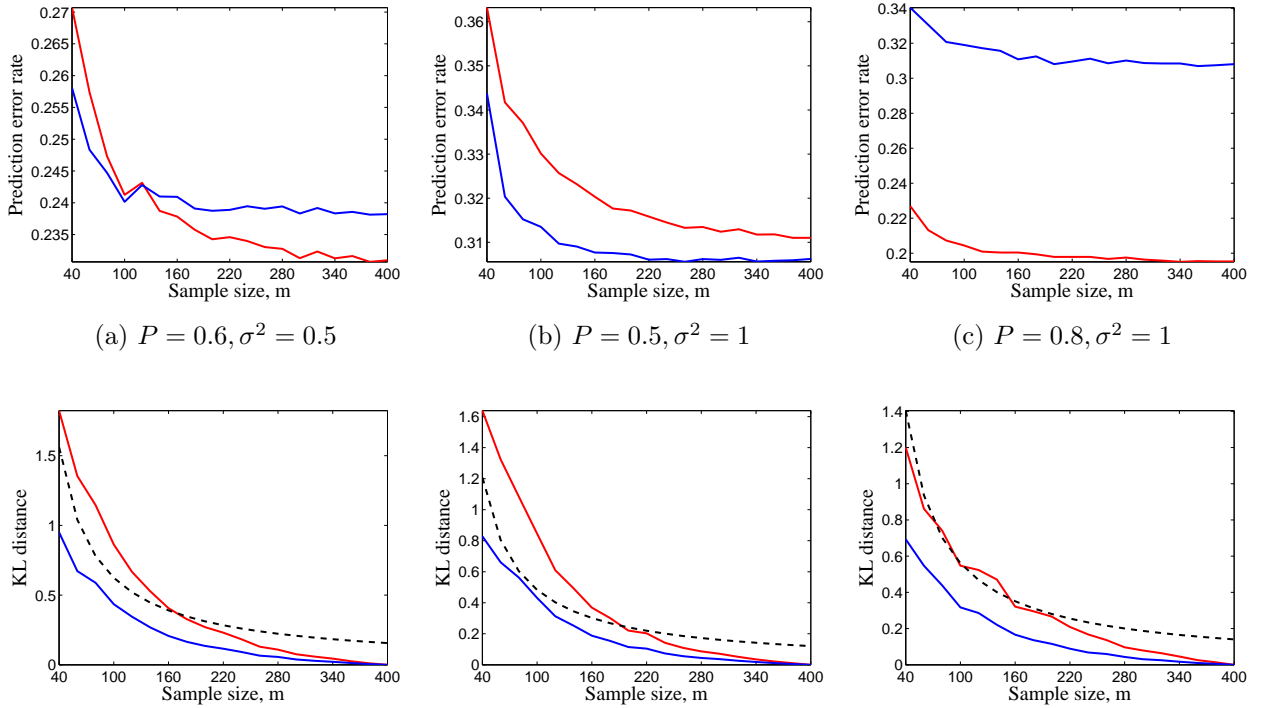 0.27
0.265
0.26
0.255
0.25
0.245
0.24
0.235
Prediction error rate
40 100 160 220 280 340 400
Sample size, m
(a) P = 0.6, σ² = 0.5
0.36
0.35
0.34
0.33
0.32
0.31
Prediction error rate
40 100 160 220 280 340 400
Sample size, m
(b) P = 0.5, σ² = 1
0.34
0.32
0.3
0.28
0.26
0.24
0.22
0.2
Prediction error rate
40 100 160 220 280 340 400
Sample size, m
(c) P = 0.8, σ² = 1
1.5
1
0.5
0
KL distance
40 100 160 220 280 340 400
Sample size, m
1.6
1.4
1.2
1
0.8
0.6
0.4
0.2
0
KL distance
40 100 160 220 280 340 400
Sample size, m
1.4
1.2
1
0.8
0.6
0.4
0.2
0
KL distance
40 100 160 220 280 340 400
Sample size, m